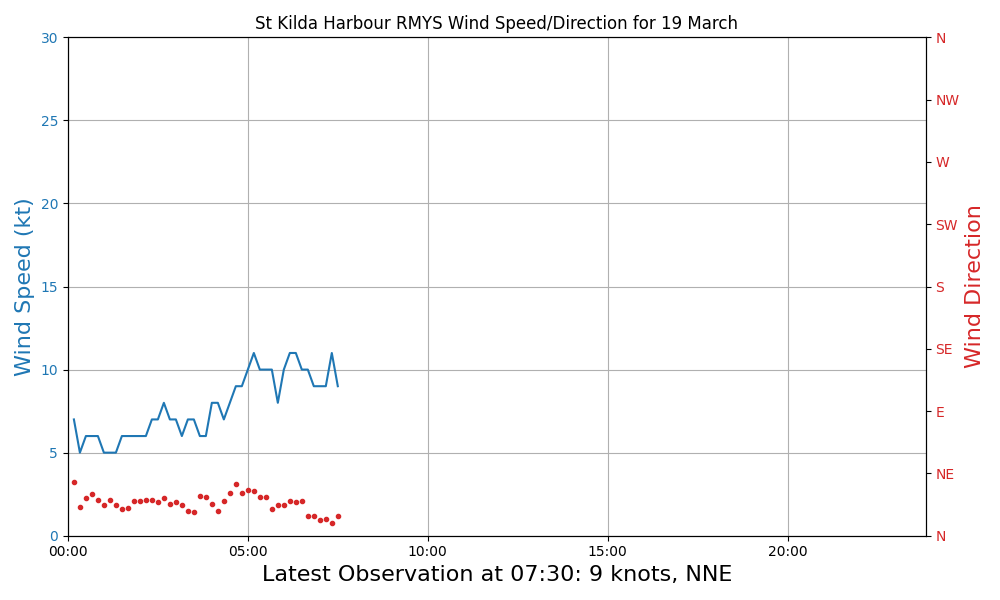 St Kilda Harbour RMYS Wind Speed/Direction for 19 March
30
25
20
15
10
5
0
Wind Speed (kt)
N
NW
W
SW
S
SE
E
NE
N
Wind Direction
00:00 05:00 10:00 15:00 20:00
Latest Observation at 07:30: 9 knots, NNE